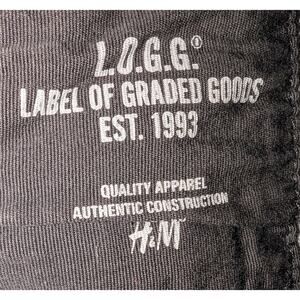 L.O.G.G.®
LABEL OF GRADED GOODS
EST. 1993
QUALITY APPAREL
AUTHENTIC CONSTRUCTION
H&M